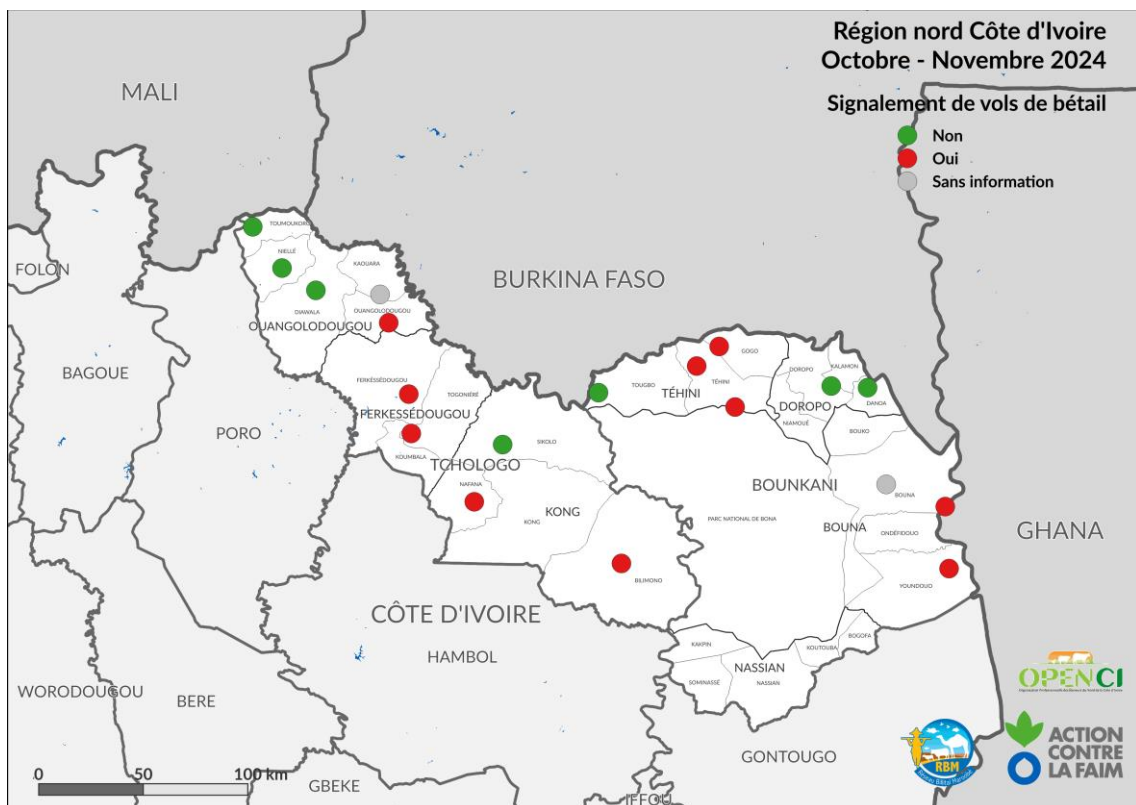 Région nord Côte d'Ivoire
Octobre - Novembre 2024
Signalement de vols de bétail
Non
Oui
Sans information
MALI
BURKINA FASO
GHANA
CÔTE D'IVOIRE
FOLON
BAGOUE
PORO
WORODOUGOU
BERE
HAMBOL
GBEKE
IFFOU
GONTOUGO
TOUMOUKORO
NIELLÉ
KAOUARA
DIAWALA
OUANGOLODOUGOU
OUANGOLODOUGOU
FERKESSÉDOUGOU
TOGONIÉRÉ
FERKESSÉDOUGOU
KOUMBALA
TCHOLOGO
SIKOLO
NAFANA
KONG
KONG
BILIMONO
TOUGBO
TÉHINI
TÉHINI
GOGO
DOROPO
KALAMON
DANOA
DOROPO
NIAMOUÉ
BOUKO
BOUNKANI
BOUNA
PARC NATIONAL DE BONA
BOUNA
ONDÉFIDOUO
YOUNDOUO
BOGOFA
KOUTOUBA
KAKPIN
NASSIAN
SOMINASSÉ
NASSIAN
0 50 100 km
OPENCI
RBM
ACTION
CONTRE
LA FAIM